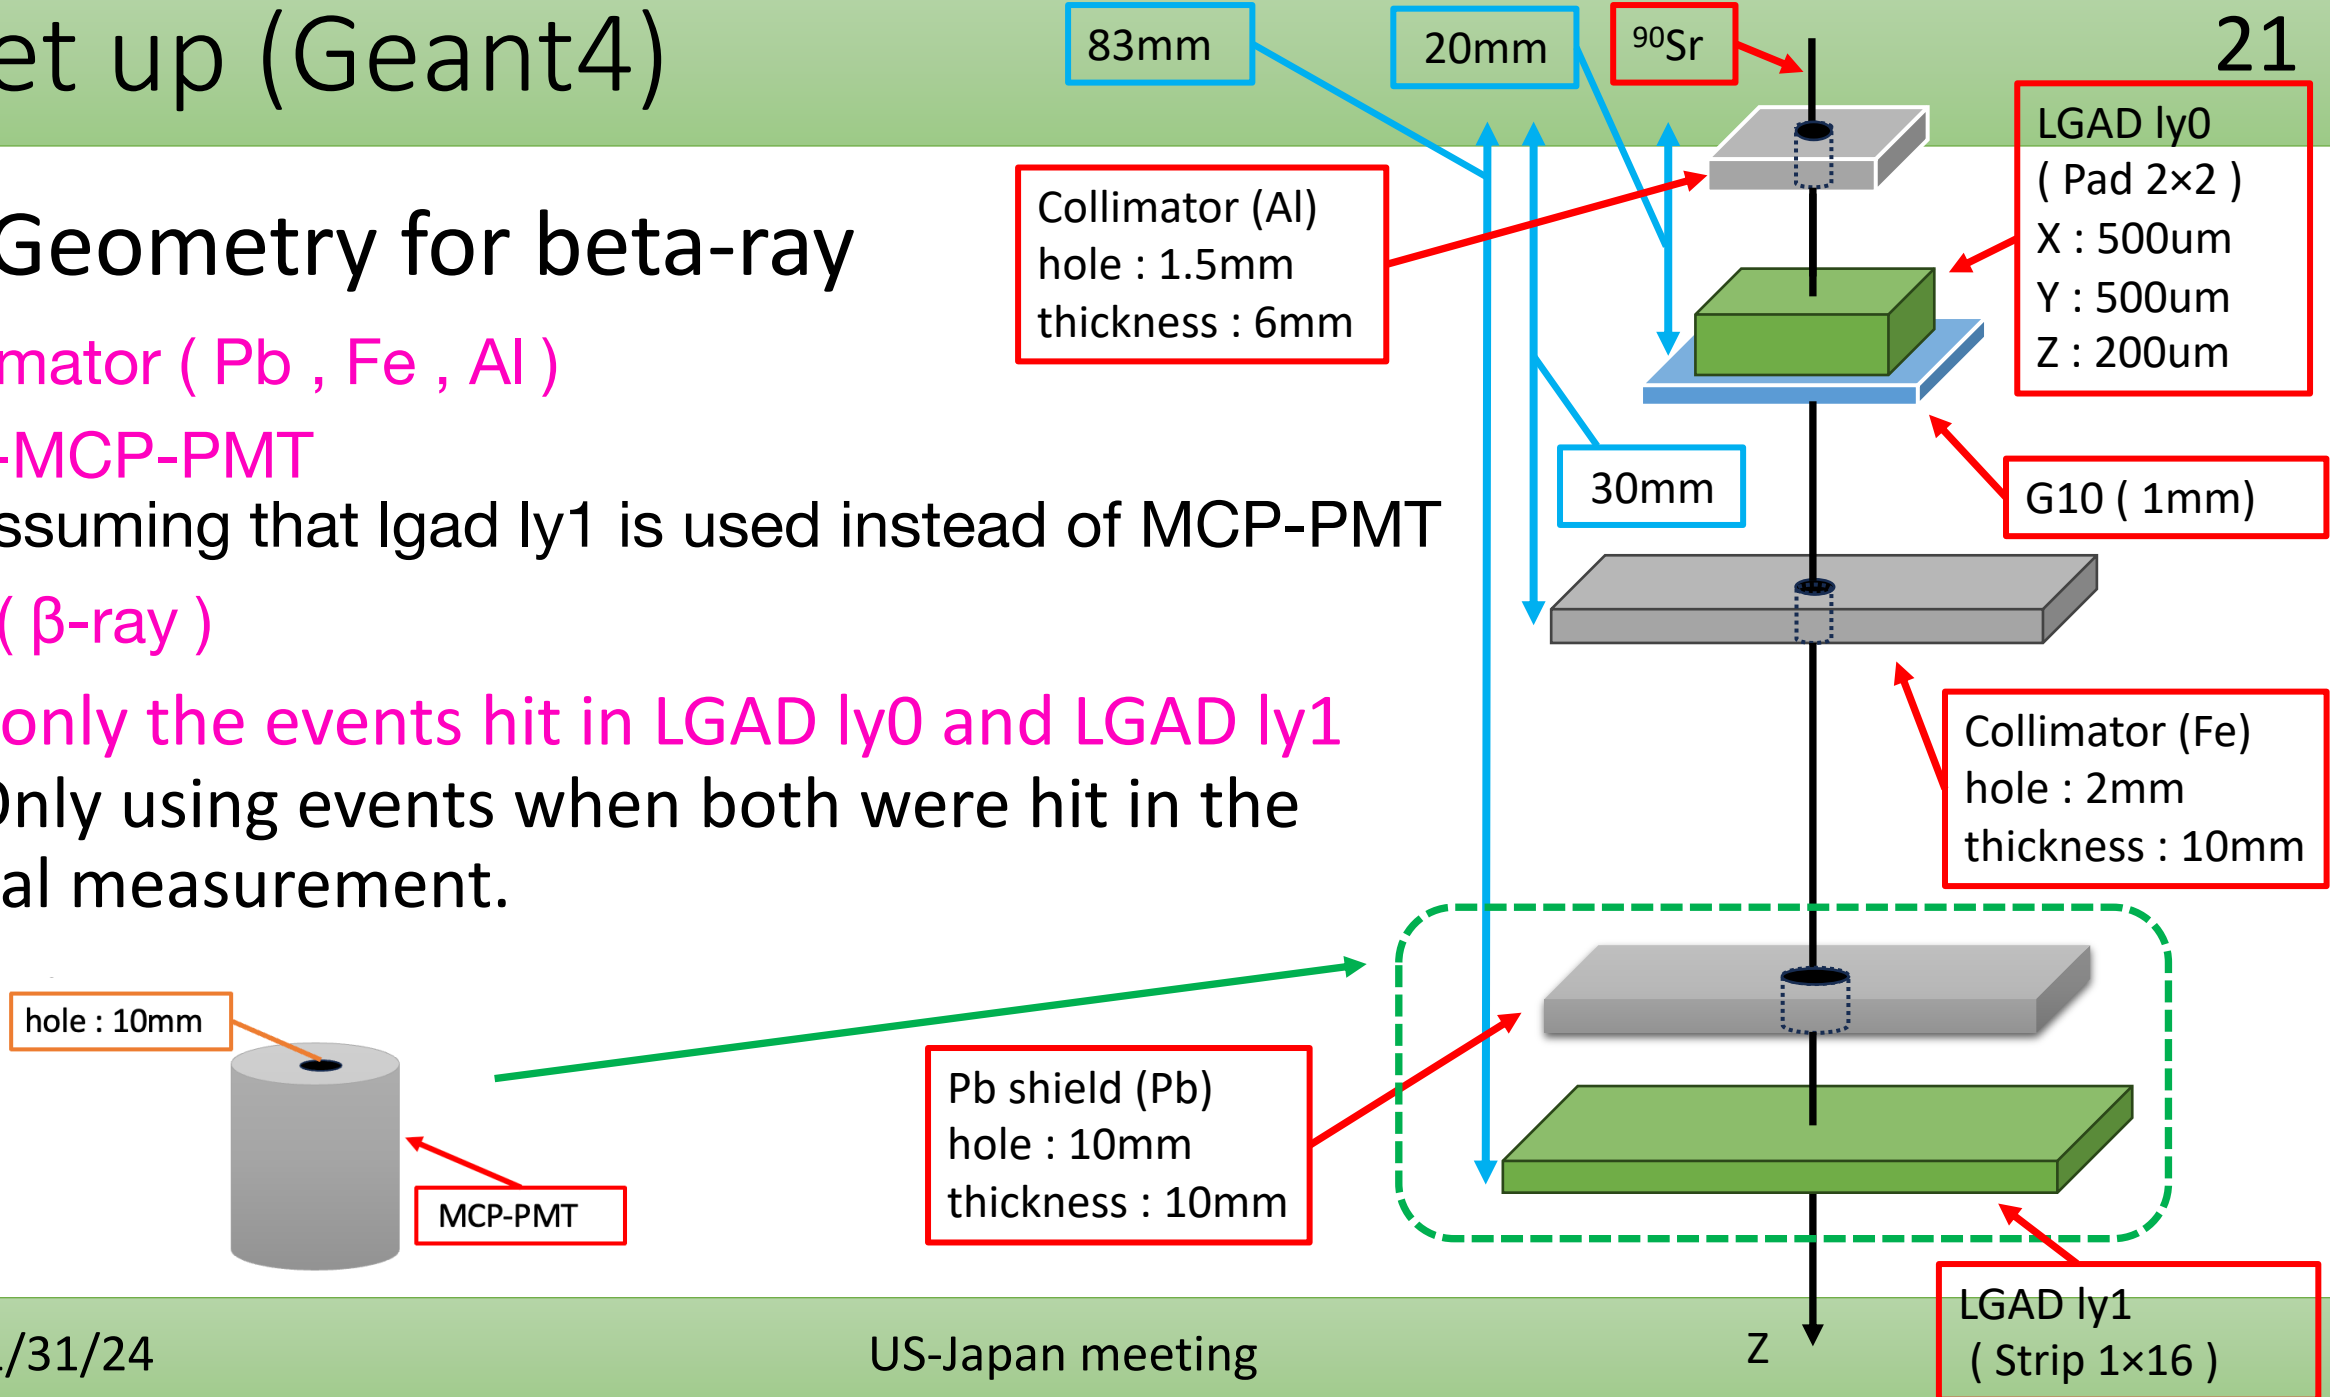 et up (Geant4)
83mm
20mm
⁹⁰Sr
21
LGAD ly0
( Pad 2×2 )
X : 500um
Y : 500um
Z : 200um
Collimator (Al)
hole : 1.5mm
thickness : 6mm
Geometry for beta-ray
mator ( Pb , Fe , Al )
-MCP-PMT
ssuming that lgad ly1 is used instead of MCP-PMT
30mm
G10 ( 1mm)
( β-ray )
only the events hit in LGAD ly0 and LGAD ly1
Only using events when both were hit in the
al measurement.
Collimator (Fe)
hole : 2mm
thickness : 10mm
hole : 10mm
MCP-PMT
Pb shield (Pb)
hole : 10mm
thickness : 10mm
LGAD ly1
( Strip 1×16 )
/31/24
US-Japan meeting
Z